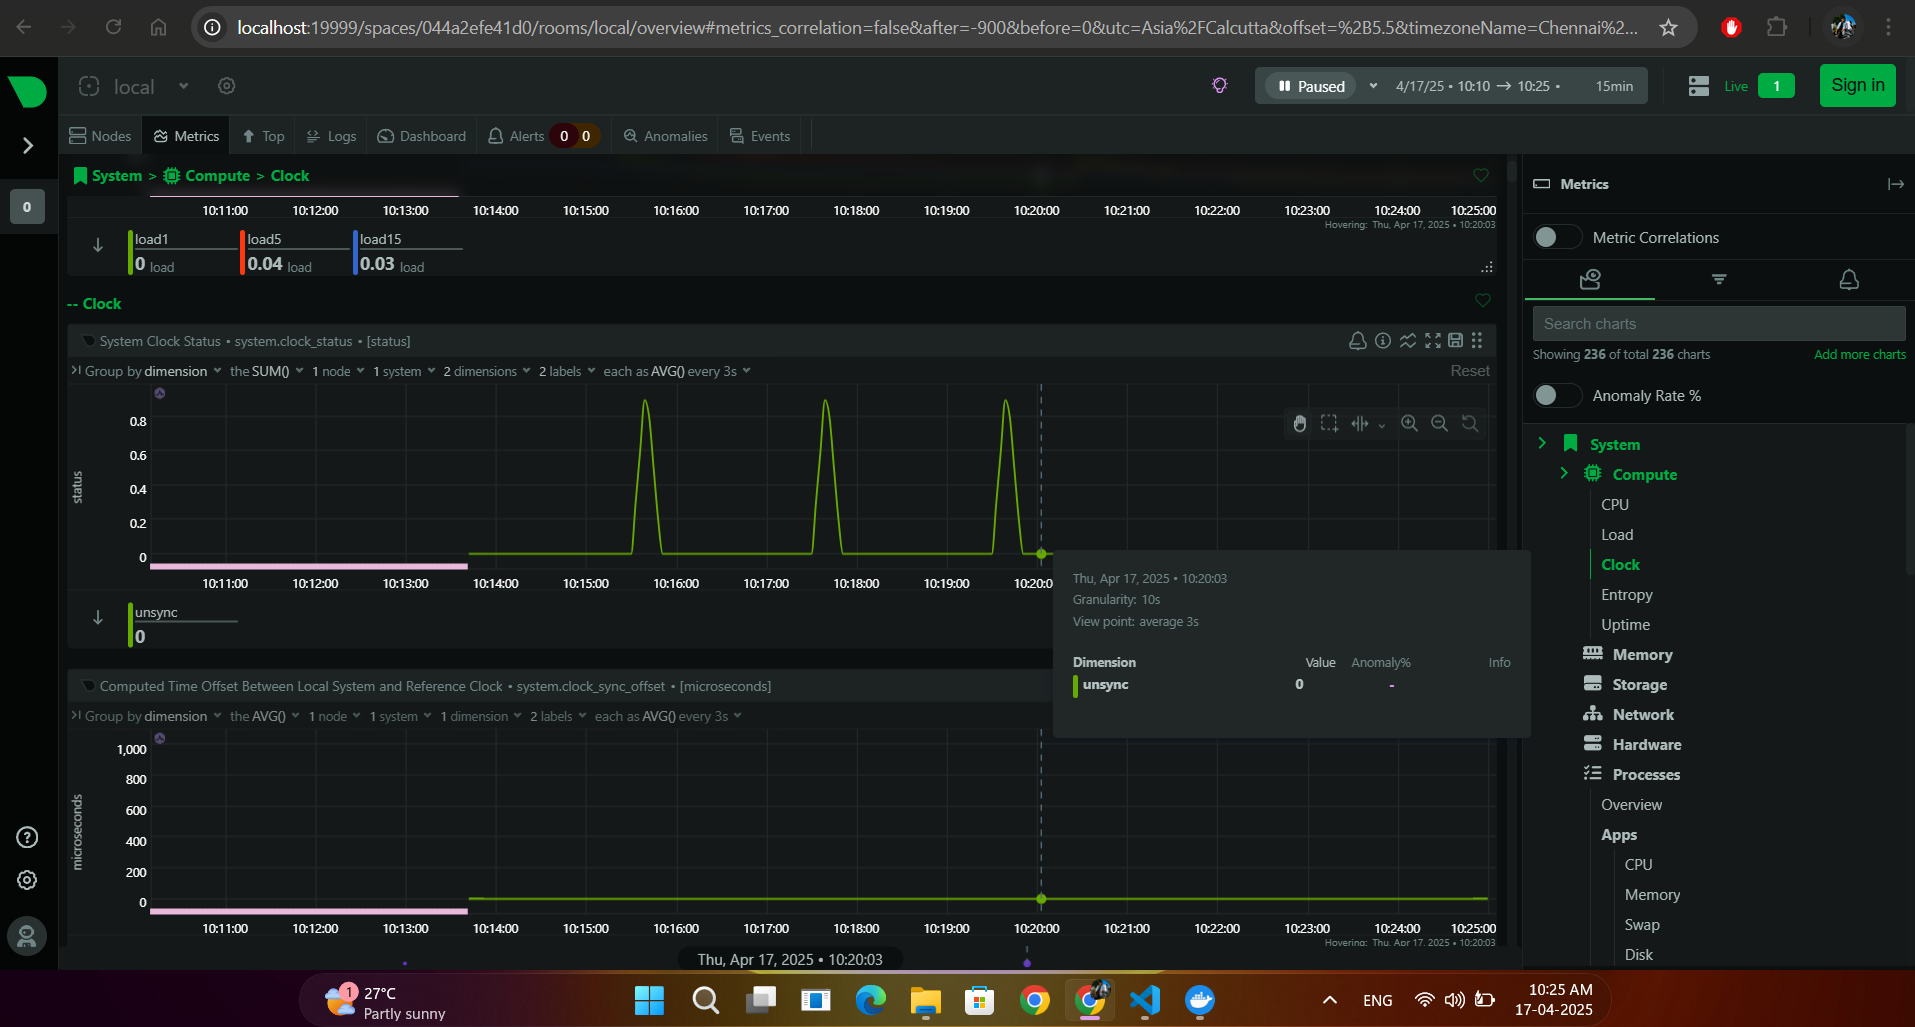 localhost:19999/spaces/044a2efe41d0/rooms/local/overview#metrics_correlation=false&after=-900&before=0&utc=Asia%2FCalcutta&offset=%2B5.5&timezoneName=Chennai%2...
local
Paused 4/17/25 • 10:10 → 10:25 • 15min
Live 1 Sign in
Nodes Metrics Top Logs Dashboard Alerts 0 0 Anomalies Events
0
System > Compute > Clock
10:11:00 10:12:00 10:13:00 10:14:00 10:15:00 10:16:00 10:17:00 10:18:00 10:19:00 10:20:00 10:21:00 10:22:00 10:23:00 10:24:00 10:25:00
Hovering: Thu, Apr 17, 2025 • 10:20:03
load1 load5 load15
0 load 0.04 load 0.03 load
-- Clock
System Clock Status • system.clock_status • [status]
Group by dimension the SUM() 1 node 1 system 2 dimensions 2 labels each as AVG() every 3s Reset
0.8
0.6
0.4
0.2
0
status
10:11:00 10:12:00 10:13:00 10:14:00 10:15:00 10:16:00 10:17:00 10:18:00 10:19:00 10:20:0
unsync
0
Thu, Apr 17, 2025 • 10:20:03
Granularity: 10s
View point: average 3s
Dimension Value Anomaly% Info
unsync 0 -
Computed Time Offset Between Local System and Reference Clock • system.clock_sync_offset • [microseconds]
Group by dimension the AVG() 1 node 1 system 1 dimension 2 labels each as AVG() every 3s
1,000
800
600
400
200
0
microseconds
10:11:00 10:12:00 10:13:00 10:14:00 10:15:00 10:16:00 10:17:00 10:18:00 10:19:00 10:20:00 10:21:00 10:22:00 10:23:00 10:24:00 10:25:00
Hovering: Thu, Apr 17, 2025 • 10:20:03
Thu, Apr 17, 2025 • 10:20:03
Metrics
Metric Correlations
Search charts
Showing 236 of total 236 charts Add more charts
Anomaly Rate %
System
Compute
CPU
Load
Clock
Entropy
Uptime
Memory
Storage
Network
Hardware
Processes
Overview
Apps
CPU
Memory
Swap
Disk
1
27°C
Partly sunny
ENG
10:25 AM
17-04-2025